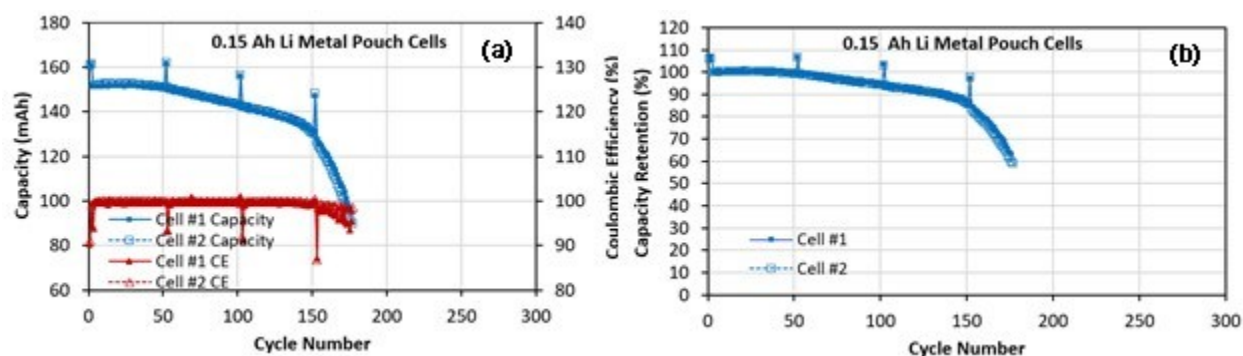 0.15 Ah Li Metal Pouch Cells
(a)
Capacity (mAh)
180
160
140
120
100
80
60
140
130
120
110
100
90
80
Coulombic Efficiency (%)
Cell #1 Capacity
Cell #2 Capacity
Cell #1 CE
Cell #2 CE
0 50 100 150 200 250 300
Cycle Number
0.15 Ah Li Metal Pouch Cells
(b)
Capacity Retention (%)
120
110
100
90
80
70
60
50
40
30
20
10
0
Cell #1
Cell #2
0 50 100 150 200 250 300
Cycle Number